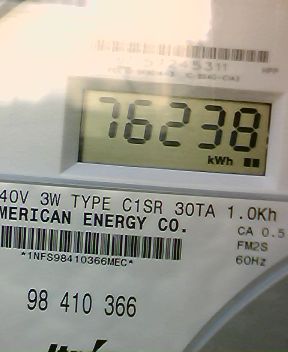 76238
kWh
40V 3W TYPE C1SR 30TA 1.0Kh
MERICAN ENERGY CO.
CA 0.5
FM2S
60Hz
*1NFS98410366MEC*
98 410 366